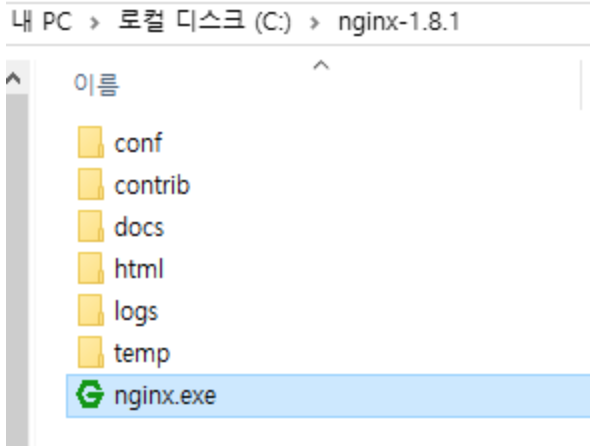 내 PC > 로컬 디스크 (C:) > nginx-1.8.1
이름
conf
contrib
docs
html
logs
temp
nginx.exe